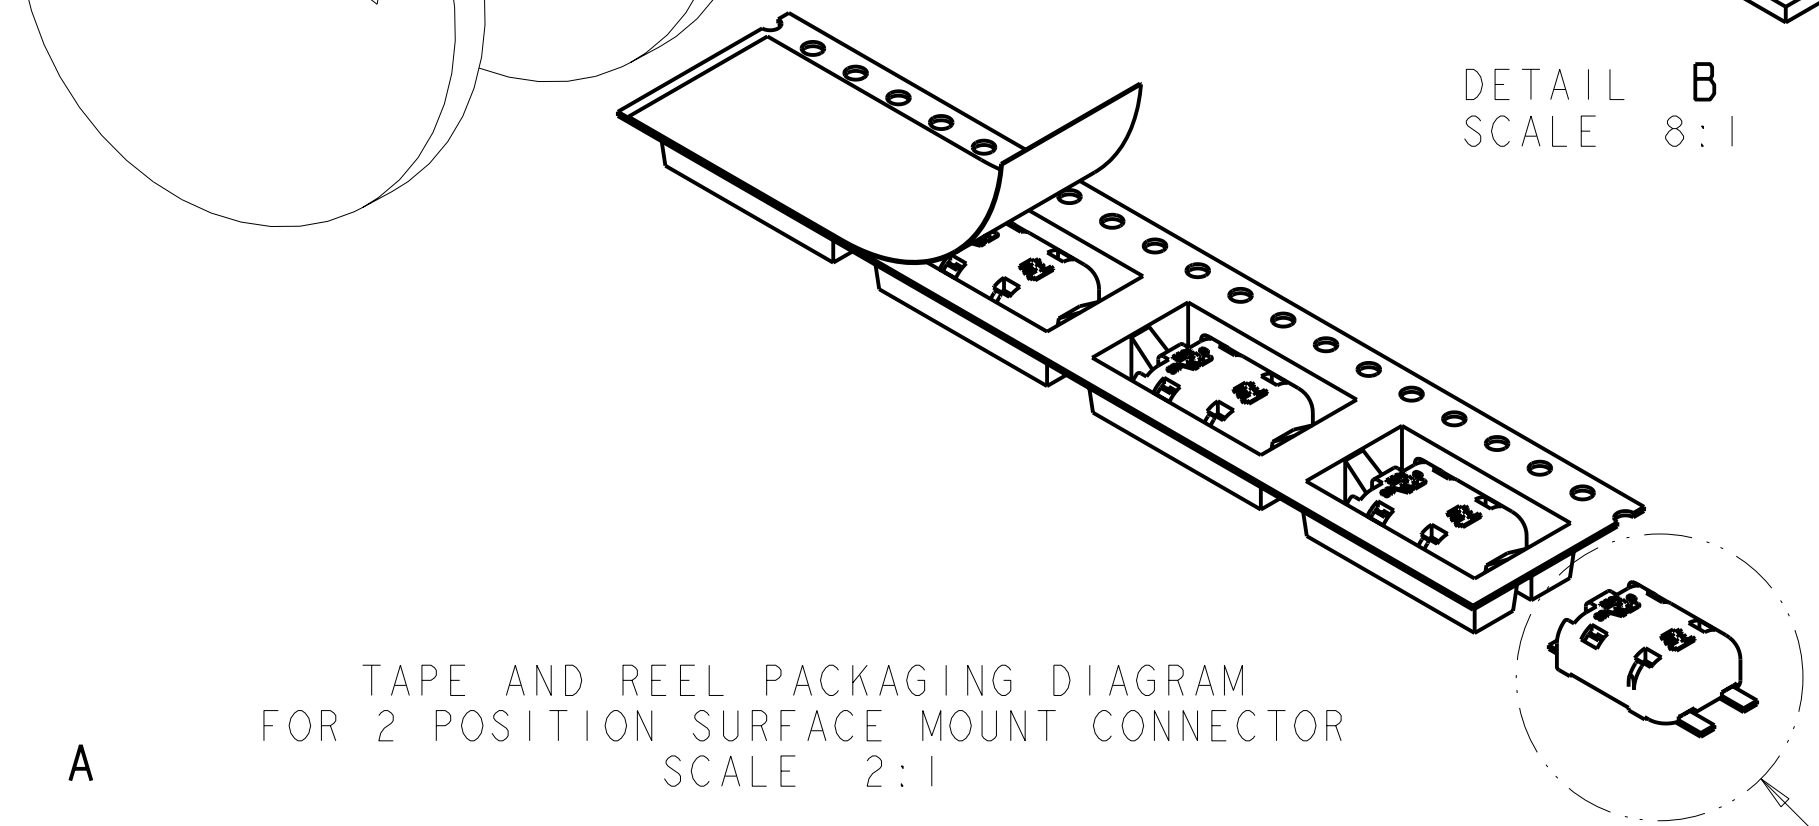 DETAIL B
SCALE 8:1
TAPE AND REEL PACKAGING DIAGRAM
FOR 2 POSITION SURFACE MOUNT CONNECTOR
SCALE 2:1
A